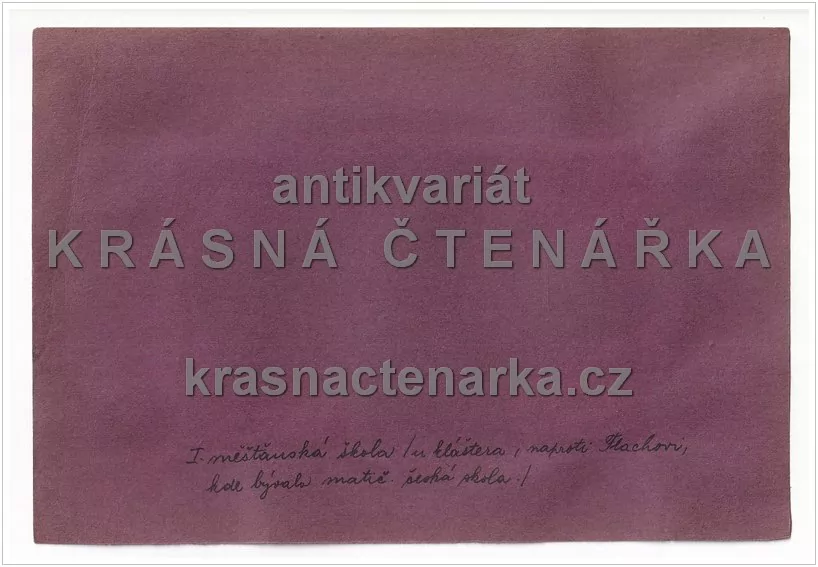 antikvariát
KRÁSNÁ ČTENÁŘKA
krasnactenarka.cz
I. měšťanská škola /u kláštera, naproti Flachovi,
kde bývala matič. česká škola./